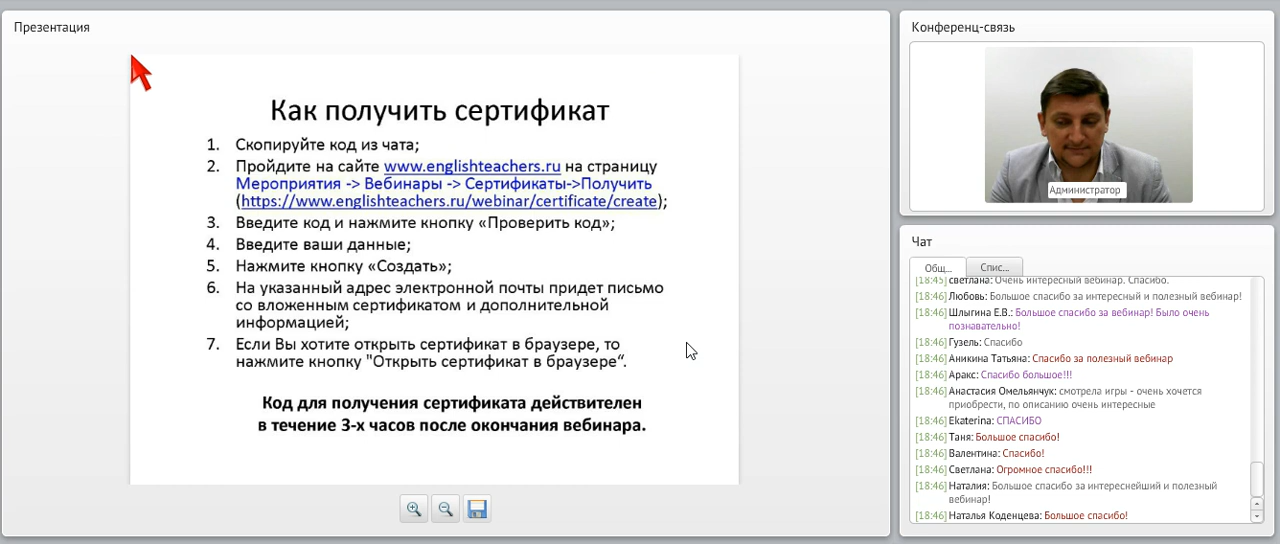 Презентация
Как получить сертификат
1. Скопируйте код из чата;
2. Пройдите на сайте www.englishteachers.ru на страницу
Мероприятия -> Вебинары -> Сертификаты->Получить
(https://www.englishteachers.ru/webinar/certificate/create);
3. Введите код и нажмите кнопку «Проверить код»;
4. Введите ваши данные;
5. Нажмите кнопку «Создать»;
6. На указанный адрес электронной почты придет письмо
со вложенным сертификатом и дополнительной
информацией;
7. Если Вы хотите открыть сертификат в браузере, то
нажмите кнопку "Открыть сертификат в браузере“.
Код для получения сертификата действителен
в течение 3-х часов после окончания вебинара.
Конференц-связь
Администратор
Чат
Общ... Спис...
[18:45] светлана: Очень интересный вебинар. Спасибо.
[18:46] Любовь: Большое спасибо за интересный и полезный вебинар!
[18:46] Шлыгина Е.В.: Большое спасибо за вебинар! Было очень
познавательно!
[18:46] Гузель: Спасибо
[18:46] Аникина Татьяна: Спасибо за полезный вебинар
[18:46] Аракс: Спасибо большое!!!
[18:46] Анастасия Омельянчук: смотрела игры - очень хочется
приобрести, по описанию очень интересные
[18:46] Ekaterina: СПАСИБО
[18:46] Таня: Большое спасибо!
[18:46] Валентина: Спасибо!
[18:46] Светлана: Огромное спасибо!!!
[18:46] Наталия: Большое спасибо за интереснейший и полезный
вебинар!
[18:46] Наталья Коденцева: Большое спасибо!